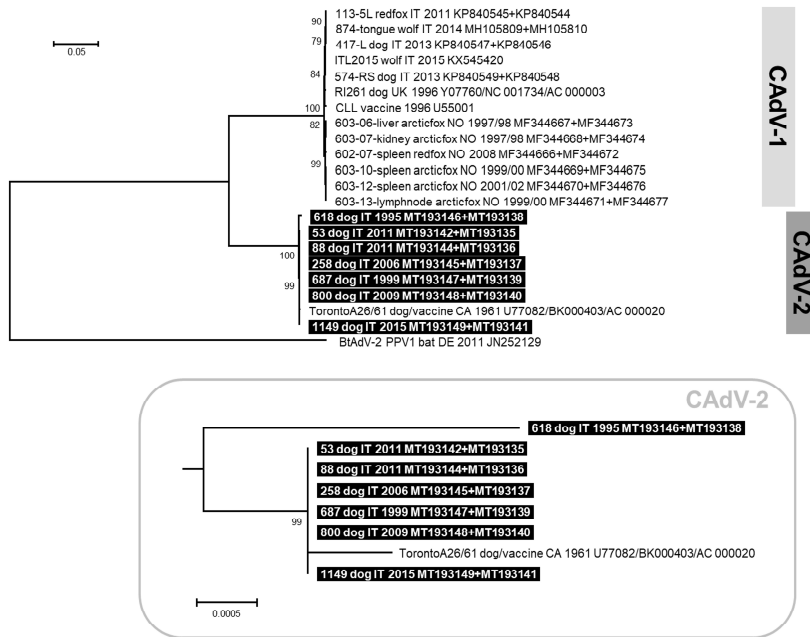 113-5L redfox IT 2011 KP840545+KP840544
90
874-tongue wolf IT 2014 MH105809+MH105810
79
417-L dog IT 2013 KP840547+KP840546
0.05
ITL2015 wolf IT 2015 KX545420
84
574-RS dog IT 2013 KP840549+KP840548
RI261 dog UK 1996 Y07760/NC 001734/AC 000003
100
CLL vaccine 1996 U55001
82
603-06-liver arcticfox NO 1997/98 MF344667+MF344673
603-07-kidney arcticfox NO 1997/98 MF344668+MF344674
602-07-spleen redfox NO 2008 MF344666+MF344672
99
603-10-spleen arcticfox NO 1999/00 MF344669+MF344675
603-12-spleen arcticfox NO 2001/02 MF344670+MF344676
603-13-lymphnode arcticfox NO 1999/00 MF344671+MF344677
CAdV-1
618 dog IT 1995 MT193146+MT193138
53 dog IT 2011 MT193142+MT193135
88 dog IT 2011 MT193144+MT193136
100
258 dog IT 2006 MT193145+MT193137
687 dog IT 1999 MT193147+MT193139
99
800 dog IT 2009 MT193148+MT193140
TorontoA26/61 dog/vaccine CA 1961 U77082/BK000403/AC 000020
1149 dog IT 2015 MT193149+MT193141
CAdV-2
BtAdV-2 PPV1 bat DE 2011 JN252129
CAdV-2
618 dog IT 1995 MT193146+MT193138
53 dog IT 2011 MT193142+MT193135
88 dog IT 2011 MT193144+MT193136
258 dog IT 2006 MT193145+MT193137
687 dog IT 1999 MT193147+MT193139
99
800 dog IT 2009 MT193148+MT193140
TorontoA26/61 dog/vaccine CA 1961 U77082/BK000403/AC 000020
1149 dog IT 2015 MT193149+MT193141
0.0005